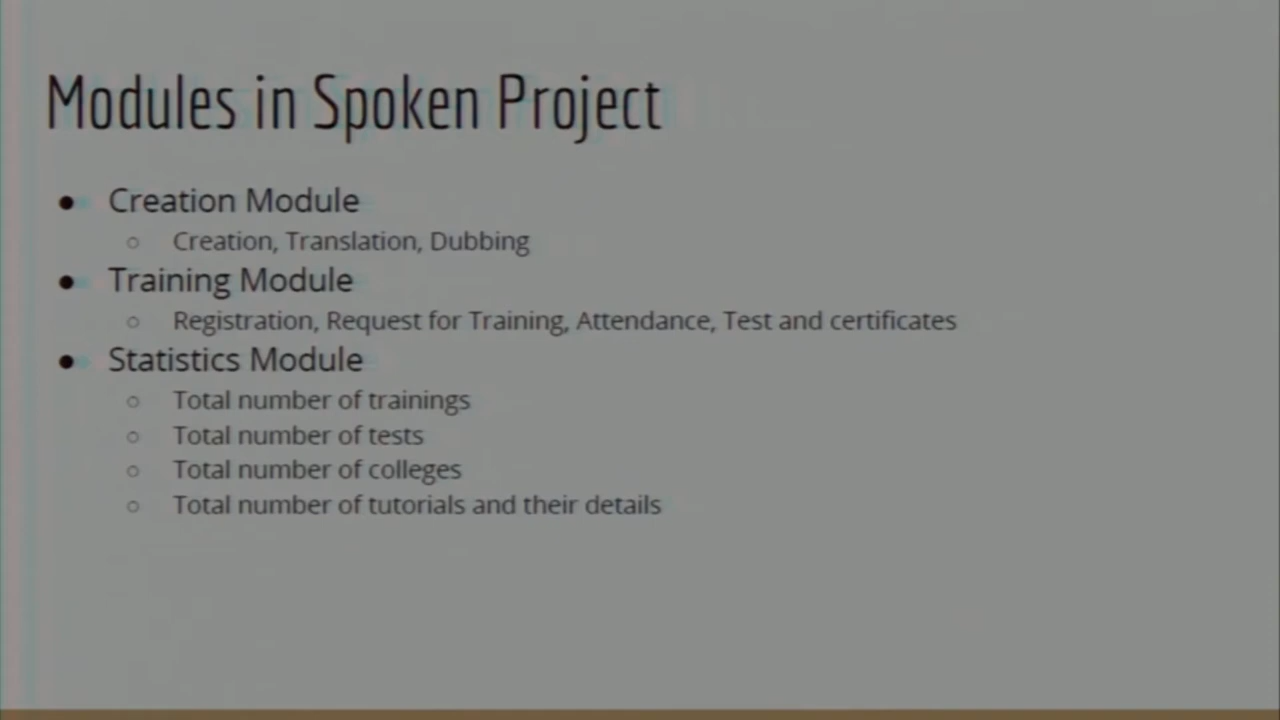 Modules in Spoken Project
● Creation Module
○ Creation, Translation, Dubbing
● Training Module
○ Registration, Request for Training, Attendance, Test and certificates
● Statistics Module
○ Total number of trainings
○ Total number of tests
○ Total number of colleges
○ Total number of tutorials and their details